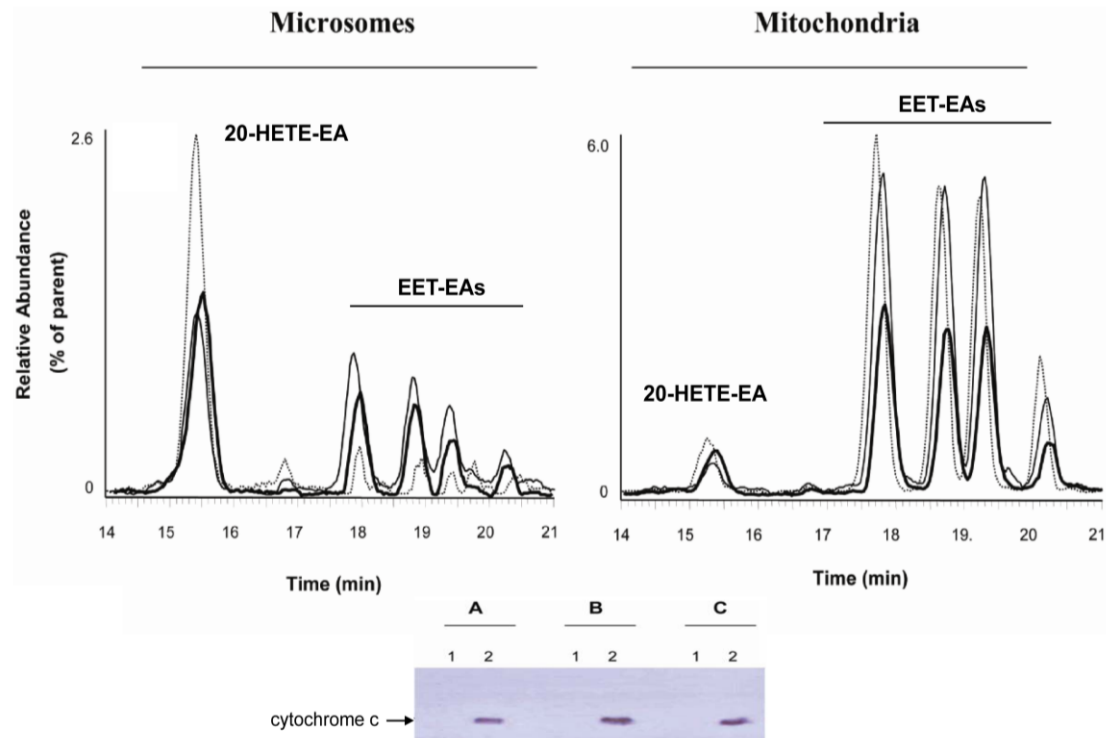 Microsomes
Mitochondria
2.6
20-HETE-EA
EET-EAs
0
Relative Abundance
(% of parent)
14 15 16 17 18 19 20 21
Time (min)
EET-EAs
6.0
20-HETE-EA
0
14 15 16 17 18 19. 20 21
Time (min)
A B C
1 2 1 2 1 2
cytochrome c